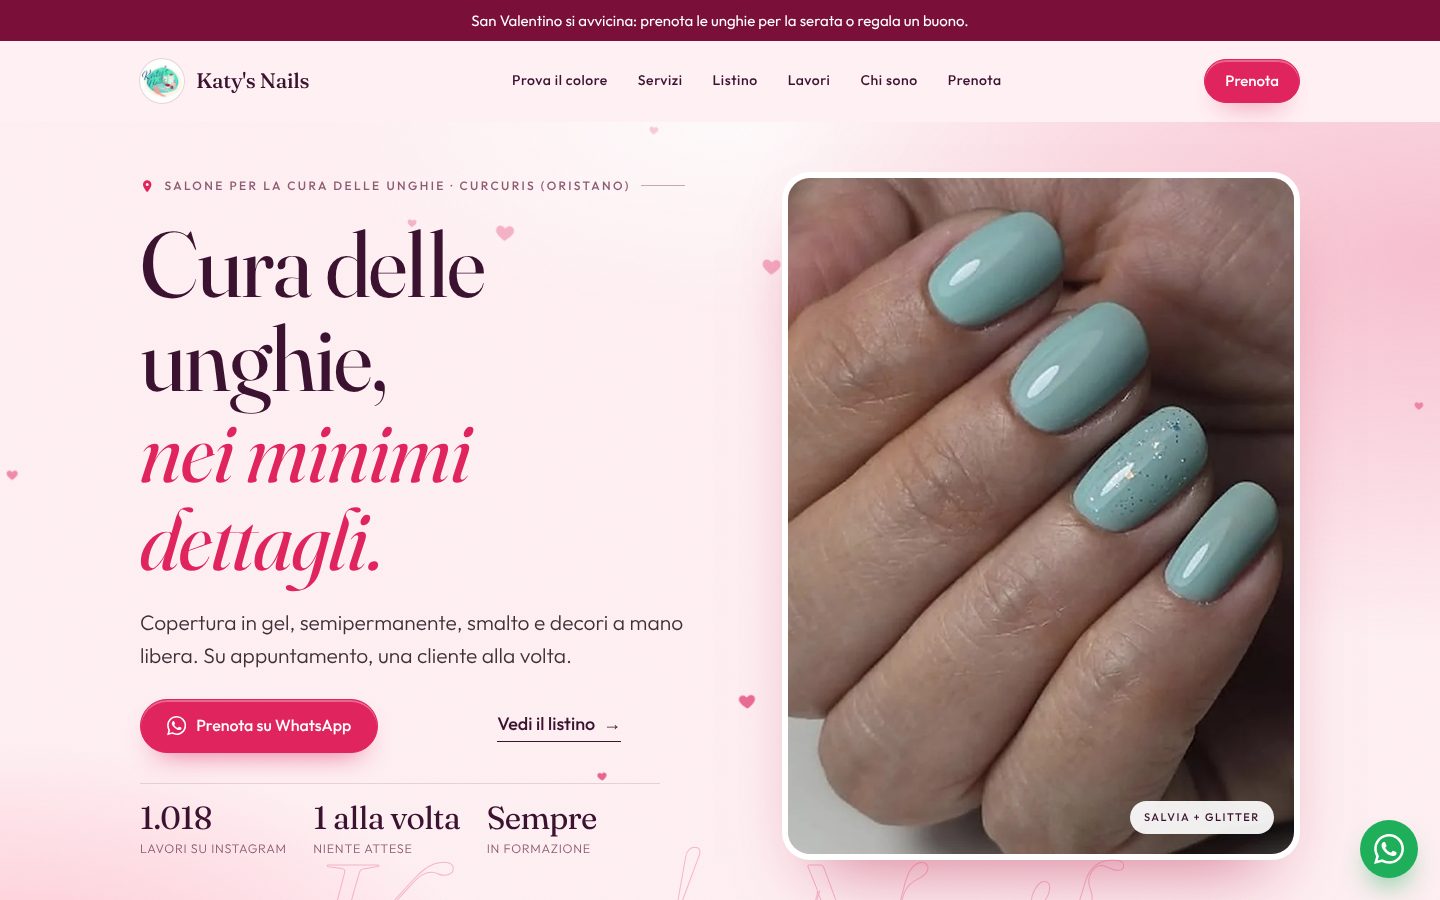 San Valentino si avvicina: prenota le unghie per la serata o regala un buono.
Katy's Nails
Prova il colore
Servizi
Listino
Lavori
Chi sono
Prenota
Prenota
SALONE PER LA CURA DELLE UNGHIE · CURCURIS (ORISTANO)
Cura delle
unghie,
nei minimi
dettagli.
Copertura in gel, semipermanente, smalto e decori a mano
libera. Su appuntamento, una cliente alla volta.
Prenota su WhatsApp
Vedi il listino →
1.018
LAVORI SU INSTAGRAM
1 alla volta
NIENTE ATTESE
Sempre
IN FORMAZIONE
SALVIA + GLITTER